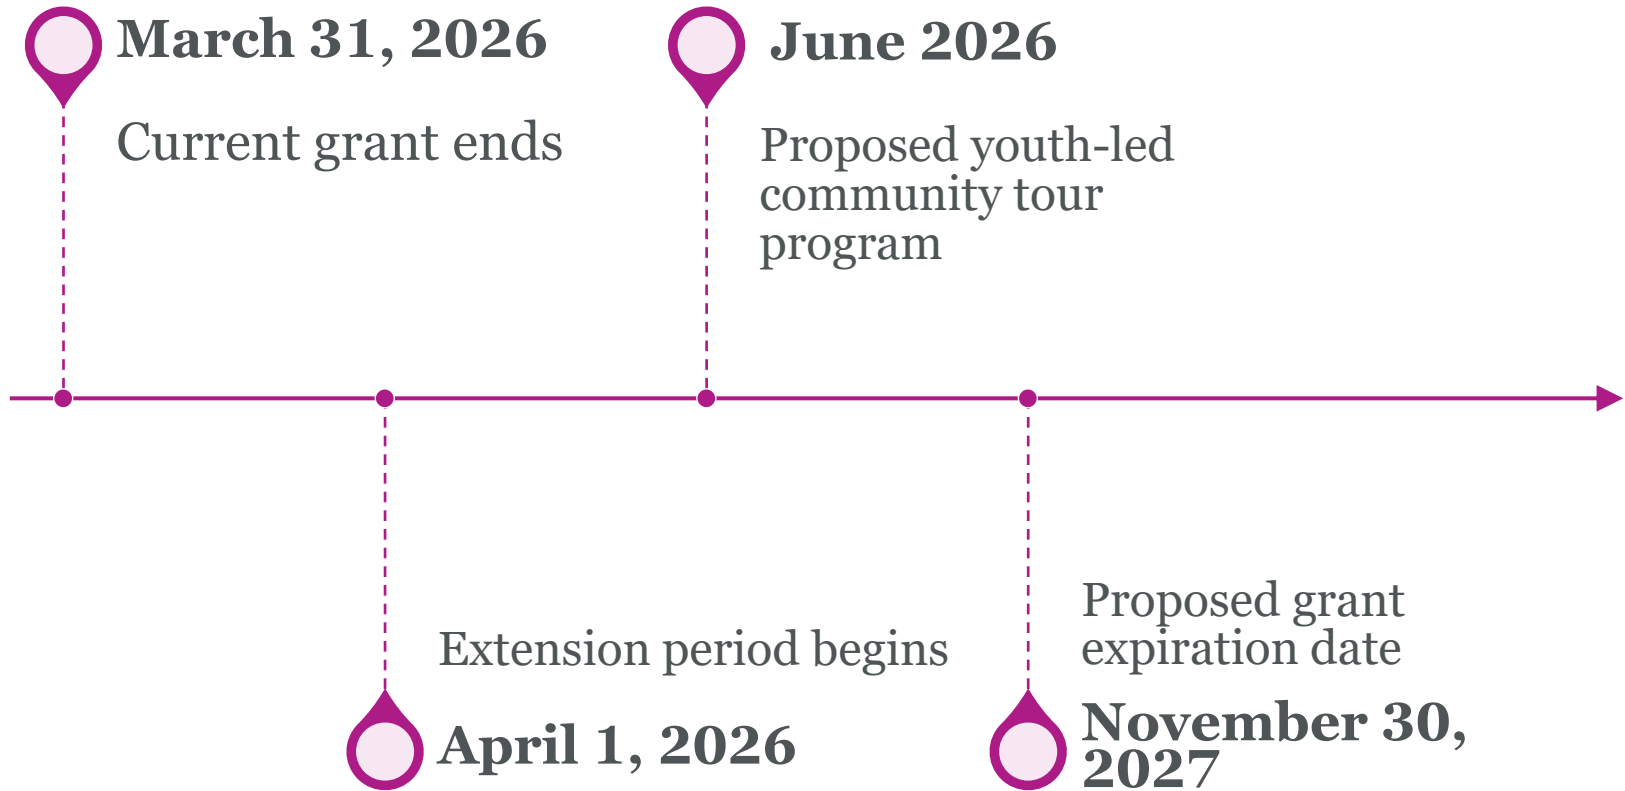 March 31, 2026
Current grant ends
June 2026
Proposed youth-led
community tour
program
Extension period begins
April 1, 2026
Proposed grant
expiration date
November 30,
2027